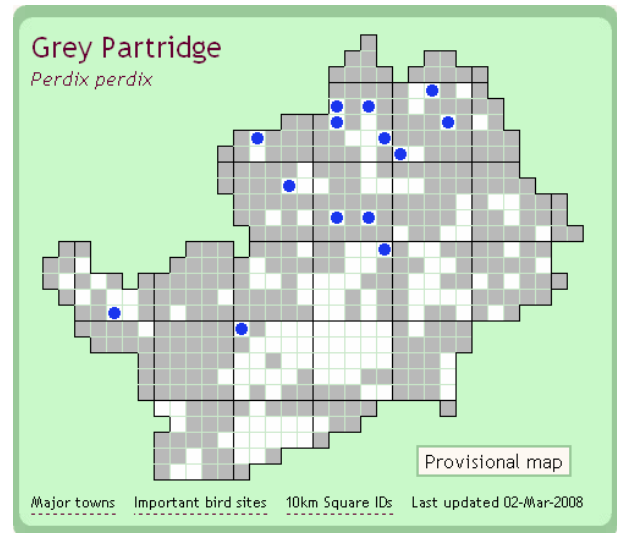 Grey Partridge
Perdix perdix
Provisional map
Major towns Important bird sites 10km Square IDs Last updated 02-Mar-2008